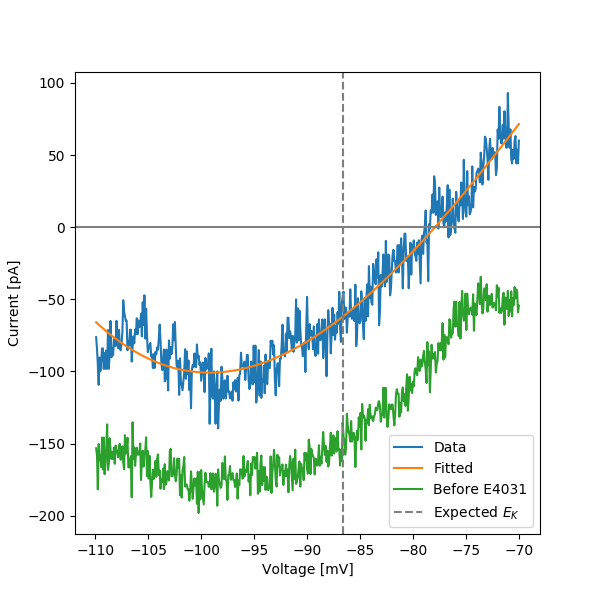 100
50
0
−50
−100
−150
−200
Current [pA]
Data
Fitted
Before E4031
Expected E_K
−110 −105 −100 −95 −90 −85 −80 −75 −70
Voltage [mV]